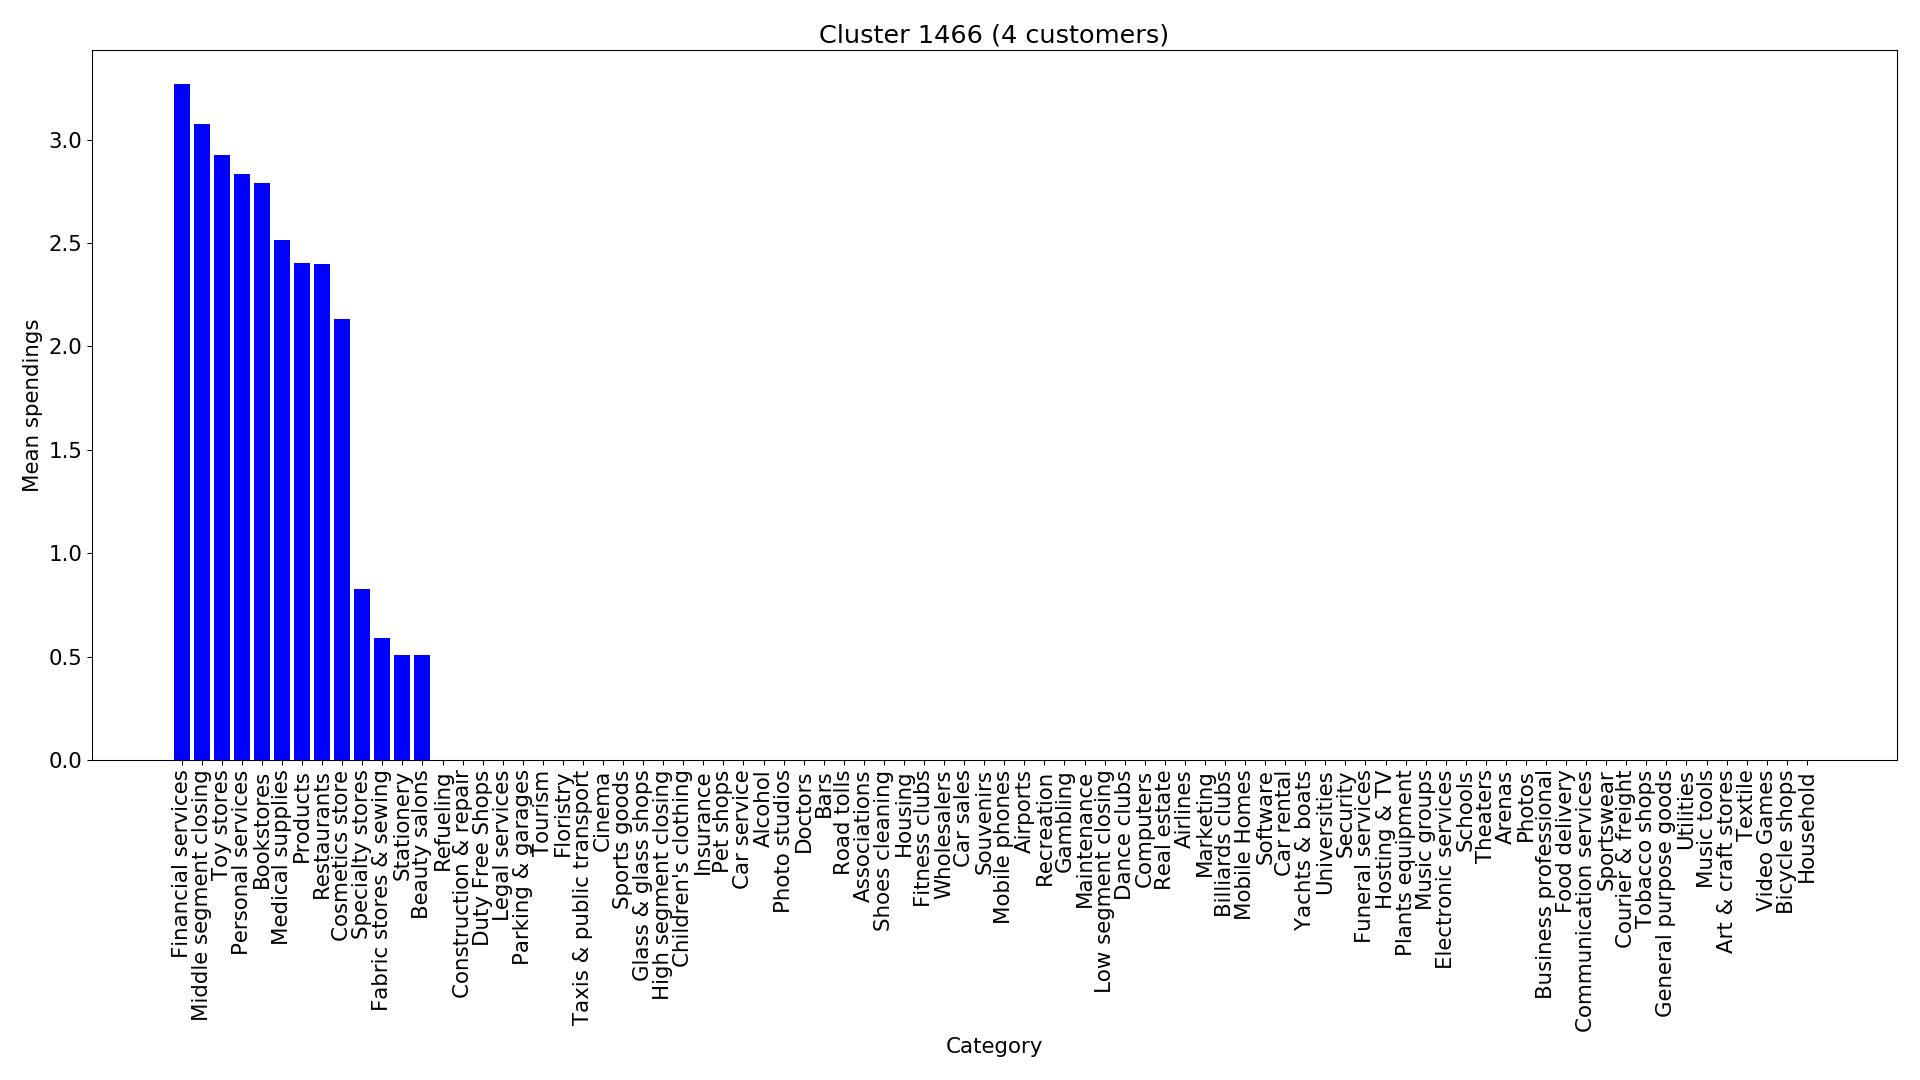 Cluster 1466 (4 customers)
Mean spendings
3.0
2.5
2.0
1.5
1.0
0.5
0.0
Financial services
Middle segment closing
Toy stores
Personal services
Bookstores
Medical supplies
Products
Restaurants
Cosmetics store
Specialty stores
Fabric stores & sewing
Stationery
Beauty salons
Refuelling
Construction & repair
Duty Free Shops
Legal services
Parking & garages
Tourism
Floristry
Taxis & public transport
Cinema
Sports goods
Glass & glass shops
High segment closing
Children's clothing
Insurance
Pet shops
Car service
Alcohol
Photo studios
Doctors
Bars
Road tolls
Associations
Shoes cleaning
Housing
Fitness clubs
Wholesalers
Car sales
Souvenirs
Mobile phones
Airports
Recreation
Gambling
Maintenance
Low segment closing
Dance clubs
Computers
Real estate
Airlines
Marketing
Billiards clubs
Mobile Homes
Software
Car rental
Yachts & boats
Universities
Security
Funeral services
Hosting & TV
Plants equipment
Music groups
Electronic services
Schools
Theaters
Arenas
Photos
Business professional
Food delivery
Communication services
Sportswear
Courier & freight
Tobacco shops
General purpose goods
Utilities
Music tools
Art & craft stores
Textile
Video Games
Bicycle shops
Household
Category